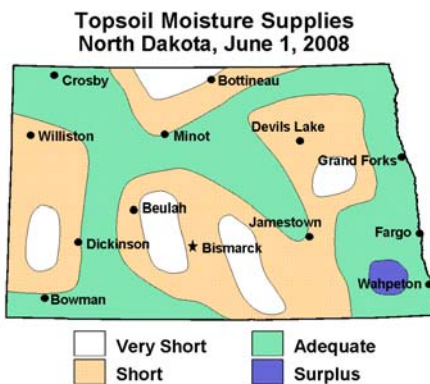 Topsoil Moisture Supplies
North Dakota, June 1, 2008
Crosby
Bottineau
Williston
Minot
Devils Lake
Grand Forks
Beulah
Jamestown
Fargo
Dickinson
Bismarck
Wahpeton
Bowman
Very Short
Adequate
Short
Surplus